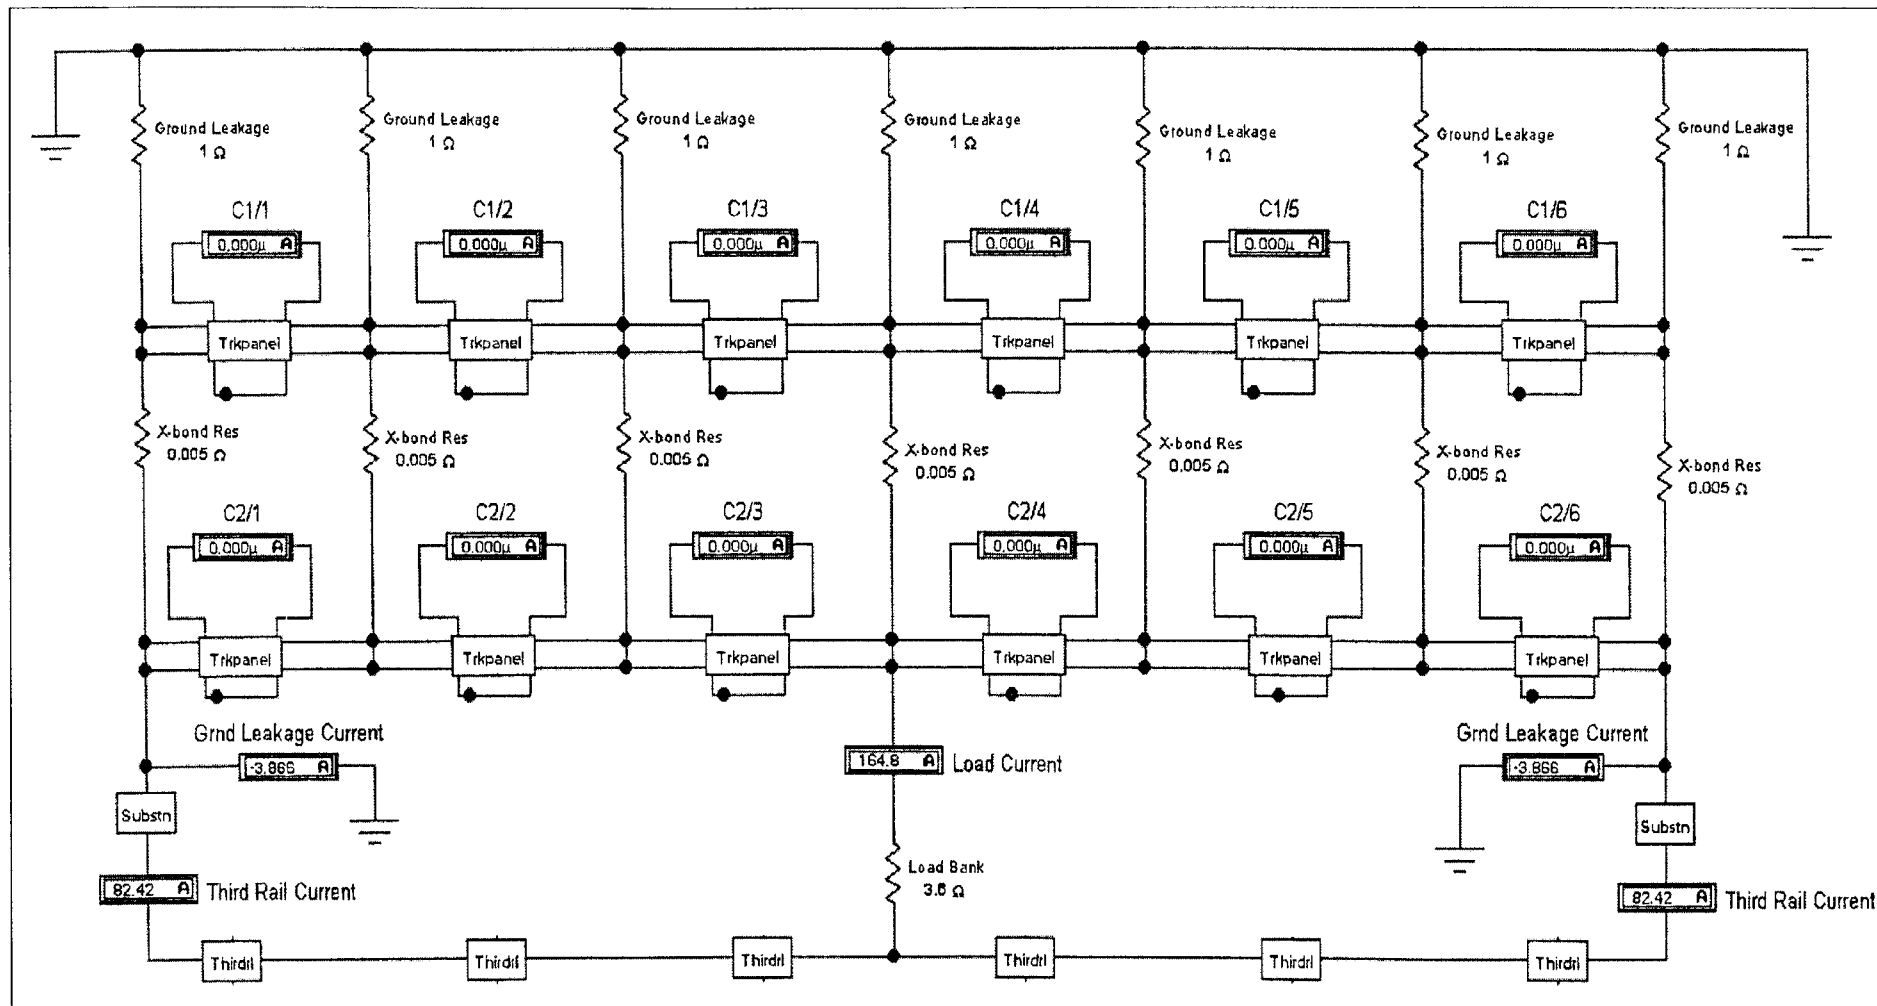 Ground Leakage
1 Ω
Ground Leakage
1 Ω
Ground Leakage
1 Ω
Ground Leakage
1 Ω
Ground Leakage
1 Ω
Ground Leakage
1 Ω
Ground Leakage
1 Ω
C1/1
0.000µ A
C1/2
0.000µ A
C1/3
0.000µ A
C1/4
0.000µ A
C1/5
0.000µ A
C1/6
0.000µ A
Trkpanel
Trkpanel
Trkpanel
Trkpanel
Trkpanel
Trkpanel
X-bond Res
0.005 Ω
X-bond Res
0.005 Ω
X-bond Res
0.005 Ω
X-bond Res
0.005 Ω
X-bond Res
0.005 Ω
X-bond Res
0.005 Ω
X-bond Res
0.005 Ω
C2/1
0.000µ A
C2/2
0.000µ A
C2/3
0.000µ A
C2/4
0.000µ A
C2/5
0.000µ A
C2/6
0.000µ A
Trkpanel
Trkpanel
Trkpanel
Trkpanel
Trkpanel
Trkpanel
Grnd Leakage Current
-3.866 A
164.8 A
Load Current
Grnd Leakage Current
-3.866 A
Substn
Substn
82.42 A
Third Rail Current
Load Bank
3.6 Ω
82.42 A
Third Rail Current
Thirdrl
Thirdrl
Thirdrl
Thirdrl
Thirdrl
Thirdrl